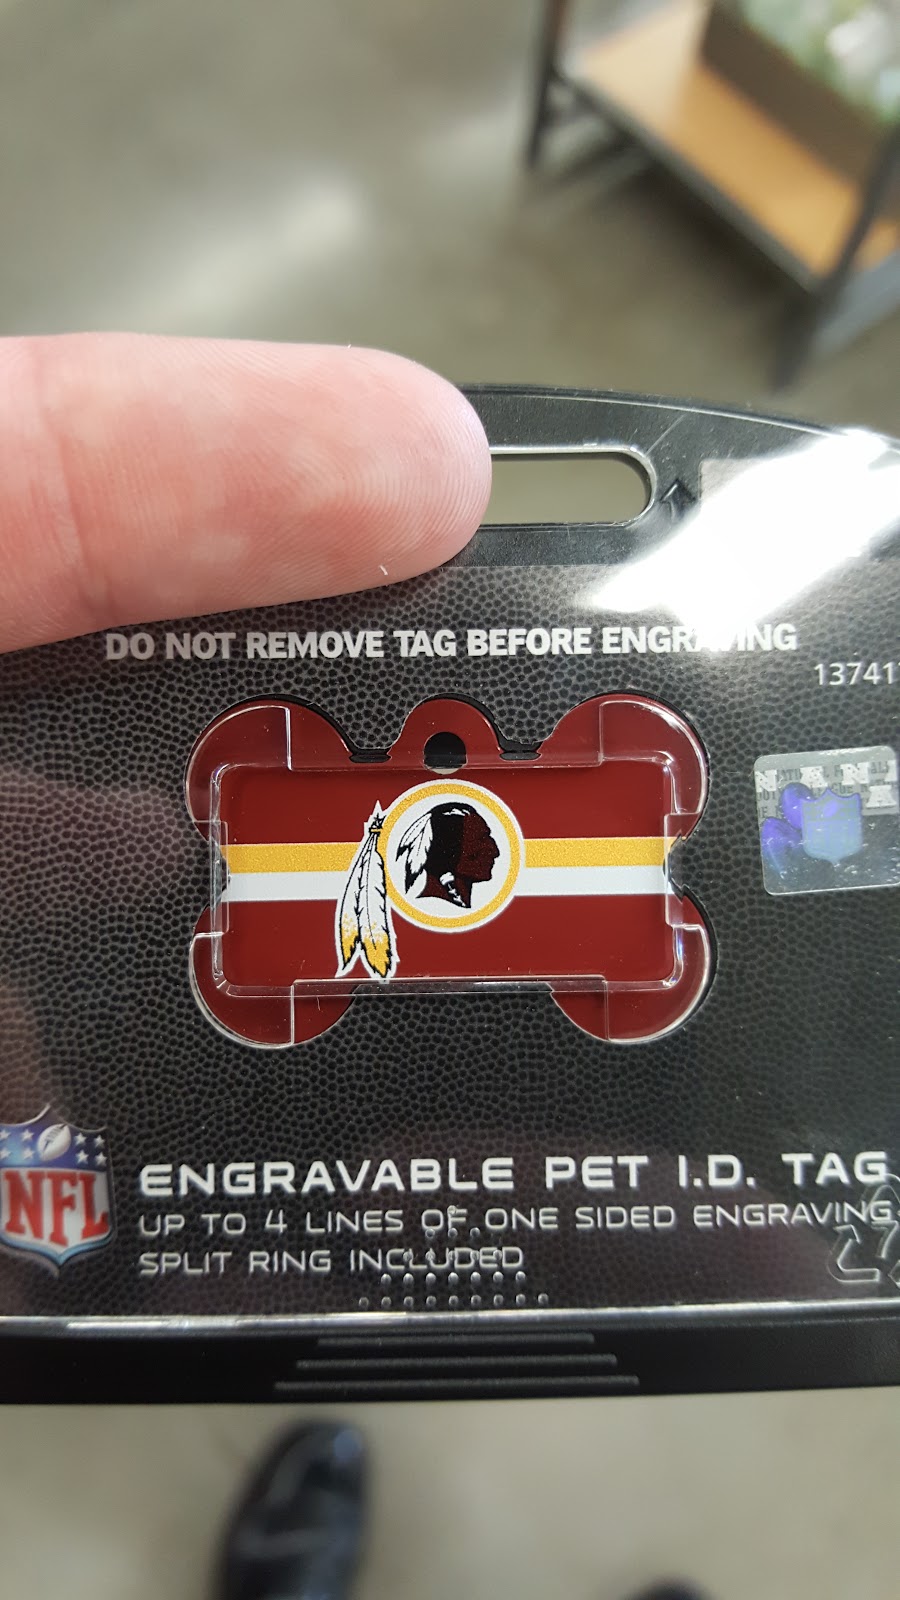 DO NOT REMOVE TAG BEFORE ENGRAVING
13741
NFL
ENGRAVABLE PET I.D. TAG
UP TO 4 LINES OF ONE SIDED ENGRAVING
SPLIT RING INCLUDED